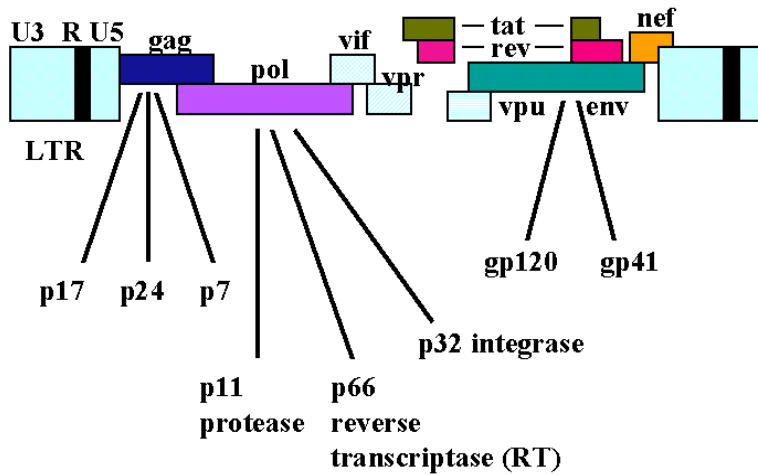 U3 R U5 gag
pol
vif
vpr
tat
rev
nef
vpu env
LTR
p17 p24 p7
gp120 gp41
p32 integrase
p11
protease
p66
reverse
transcriptase (RT)